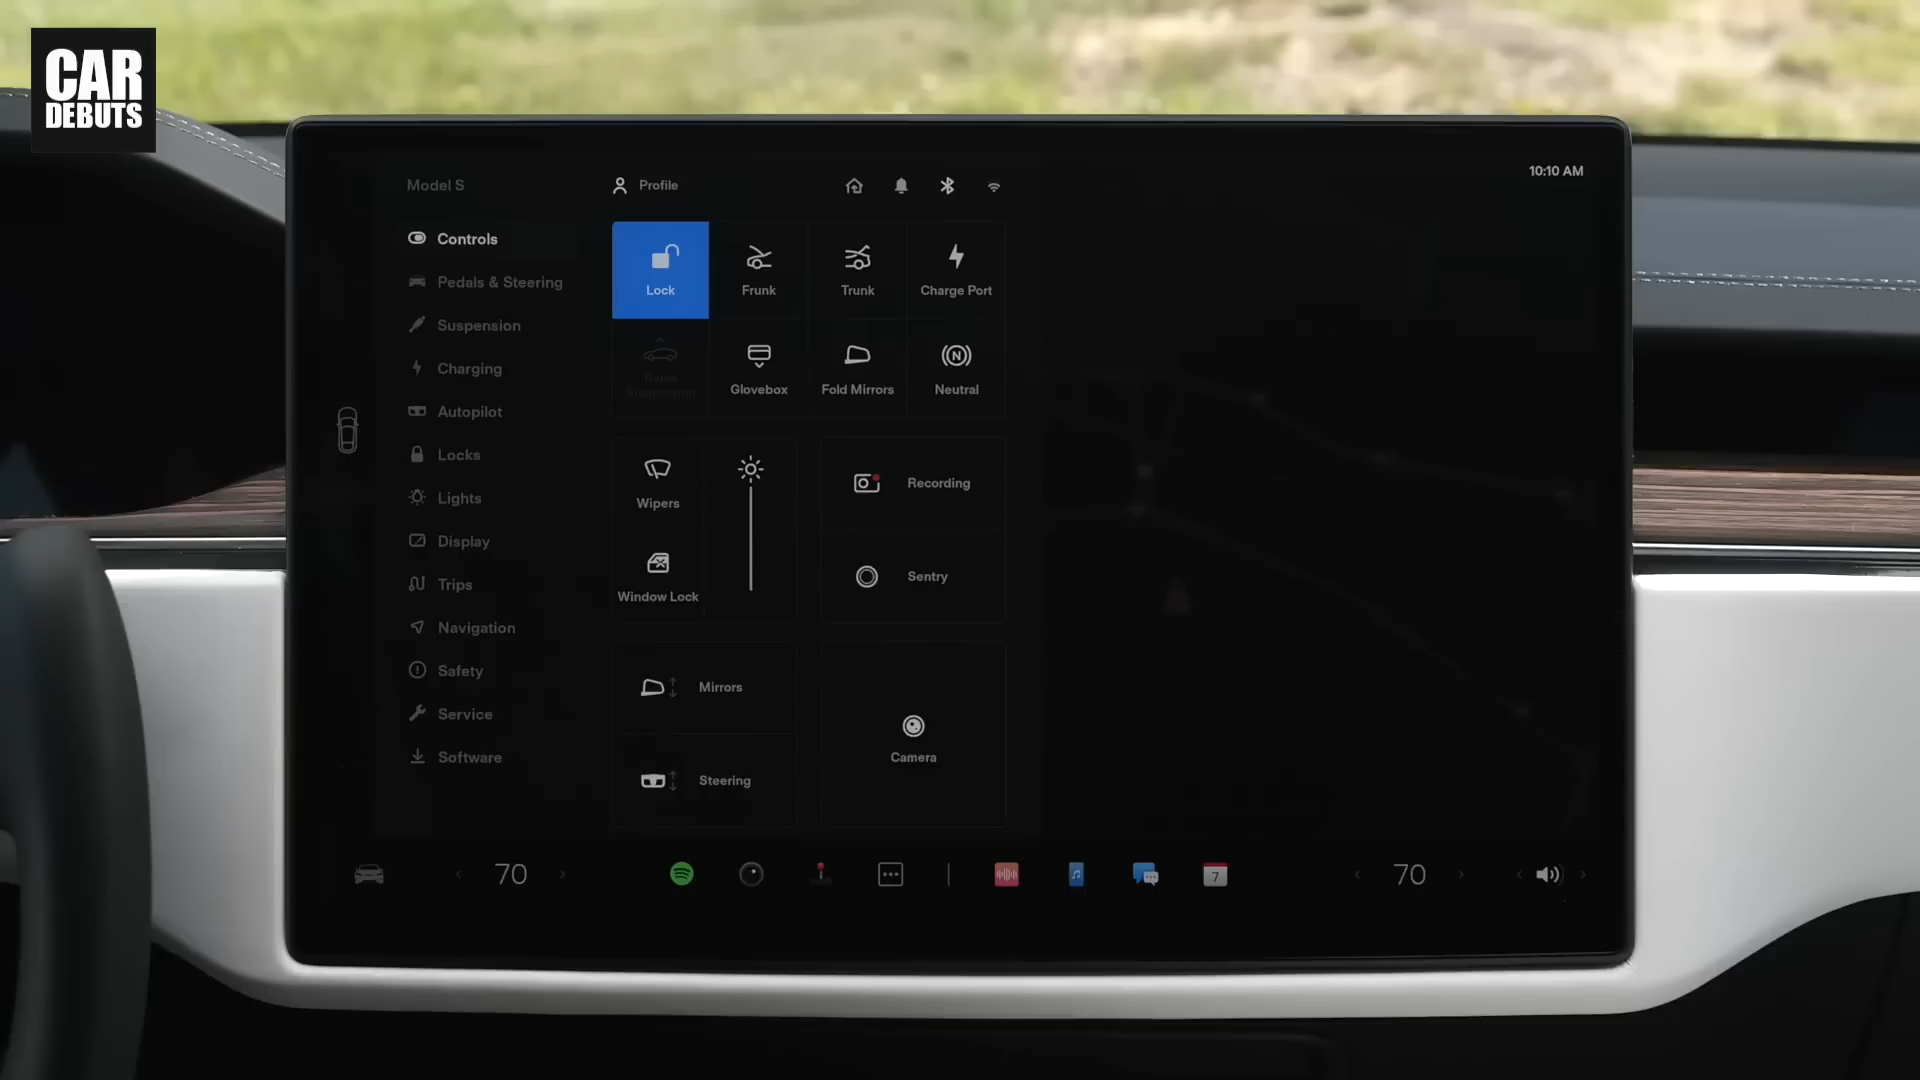 CAR
DEBUTS
10:10 AM
Model S
Profile
Controls
Pedals & Steering
Suspension
Charging
Autopilot
Locks
Lights
Display
Trips
Navigation
Safety
Service
Software
Lock
Frunk
Trunk
Charge Port
Glovebox
Fold Mirrors
N
Neutral
Wipers
Window Lock
Recording
Sentry
Mirrors
Steering
Camera
70
7
70